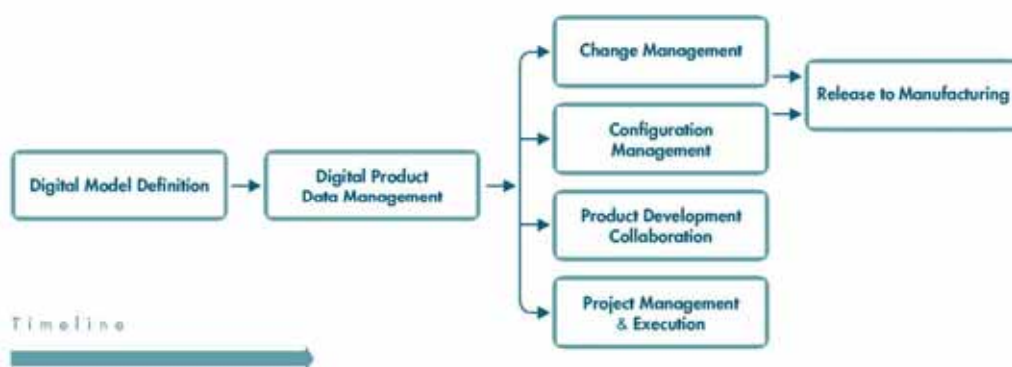 Change Management
Release to Manufacturing
Configuration
Management
Digital Model Definition
Digital Product
Data Management
Product Development
Collaboration
Project Management
& Execution
Timeline